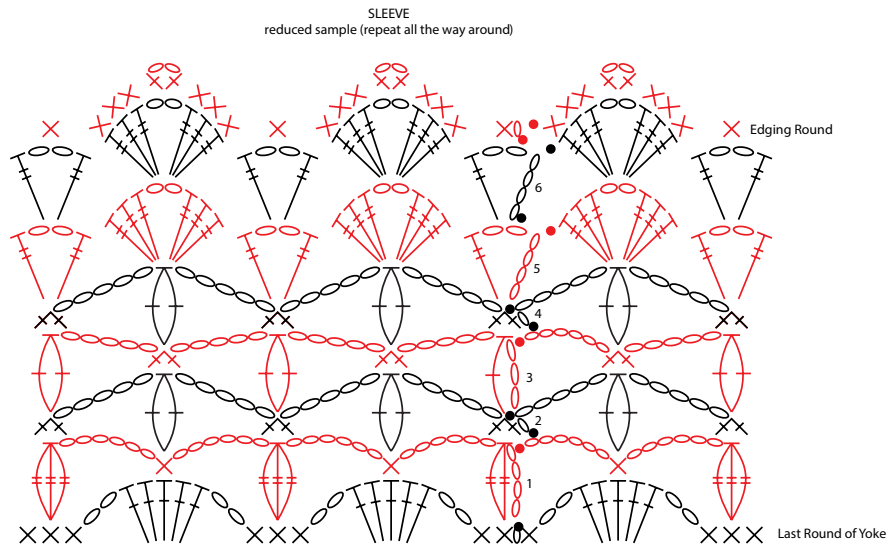 SLEEVE
reduced sample (repeat all the way around)
Edging Round
6
5
4
3
2
1
Last Round of Yoke